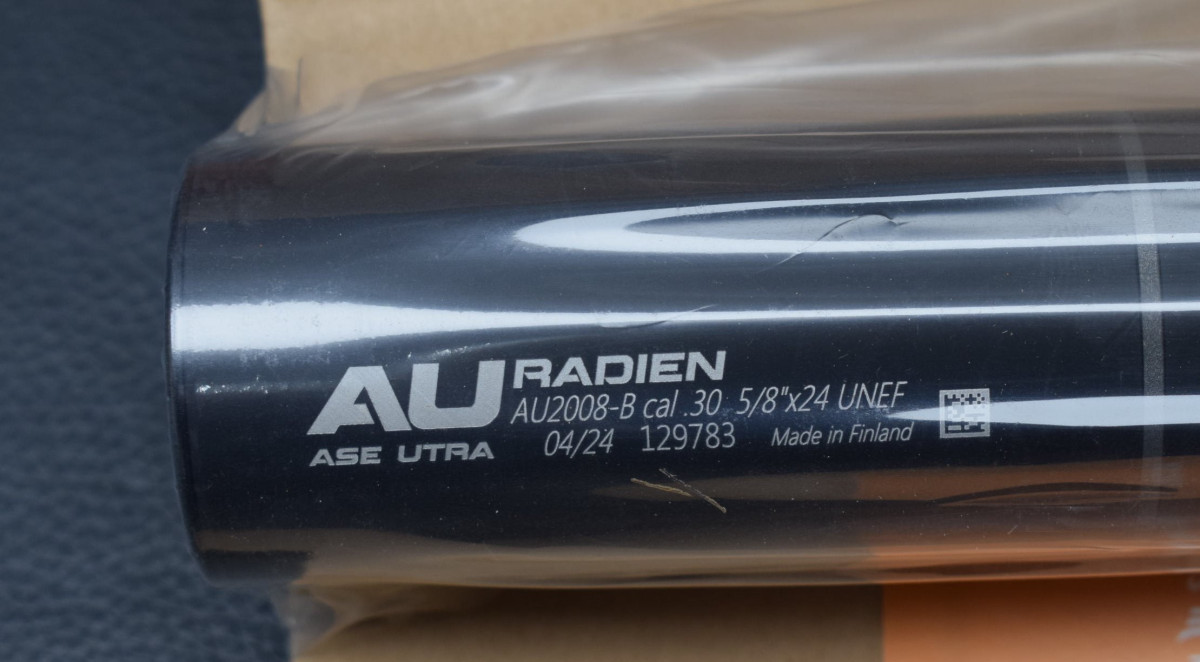 AU RADIEN
AU2008-B cal .30 5/8"x24 UNEF
ASE UTRA 04/24 129783 Made in Finland